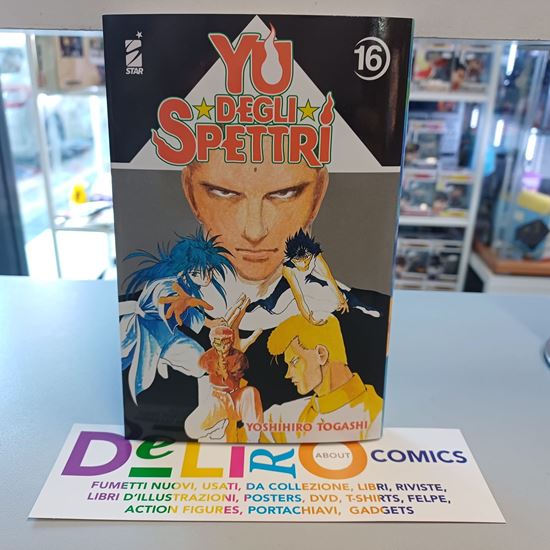 STAR
16
YU
DEGLI
SPETTRI
YOSHIHIRO TOGASHI
DeLiRO ABOUT COMICS
FUMETTI NUOVI, USATI, DA COLLEZIONE, LIBRI, RIVISTE,
LIBRI D'ILLUSTRAZIONI, POSTERS, DVD, T-SHIRTS, FELPE,
ACTION FIGURES, PORTACHIAVI, GADGETS